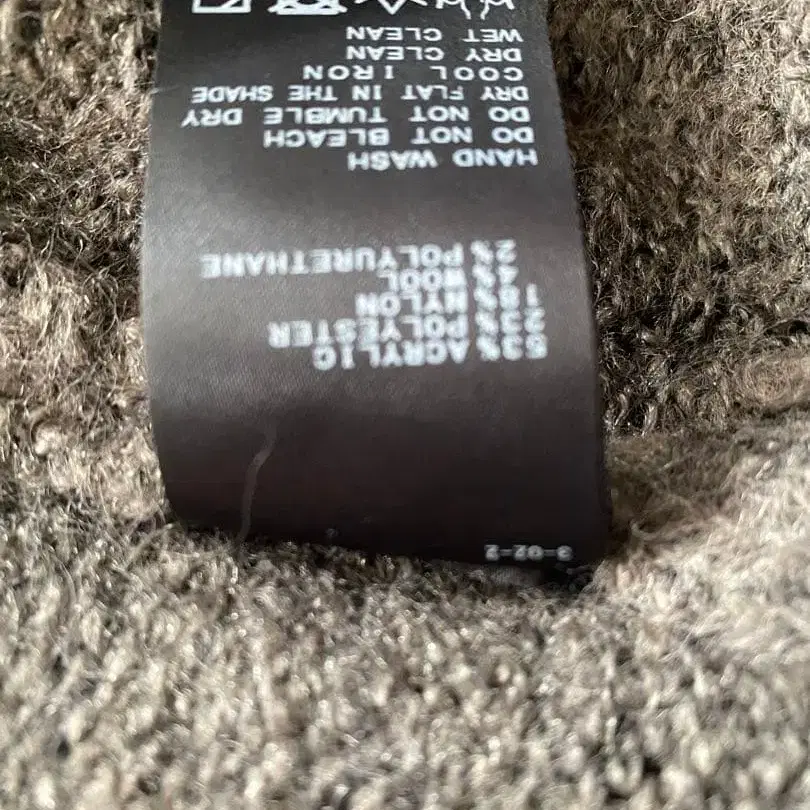 3-02-2
53% ACRYLIC
23% POLYESTER
18% NYLON
4% WOOL
2% POLYURETHANE
HAND WASH
DO NOT BLEACH
DO NOT TUMBLE DRY
DRY FLAT IN THE SHADE
COOL IRON
DRY CLEAN
WET CLEAN